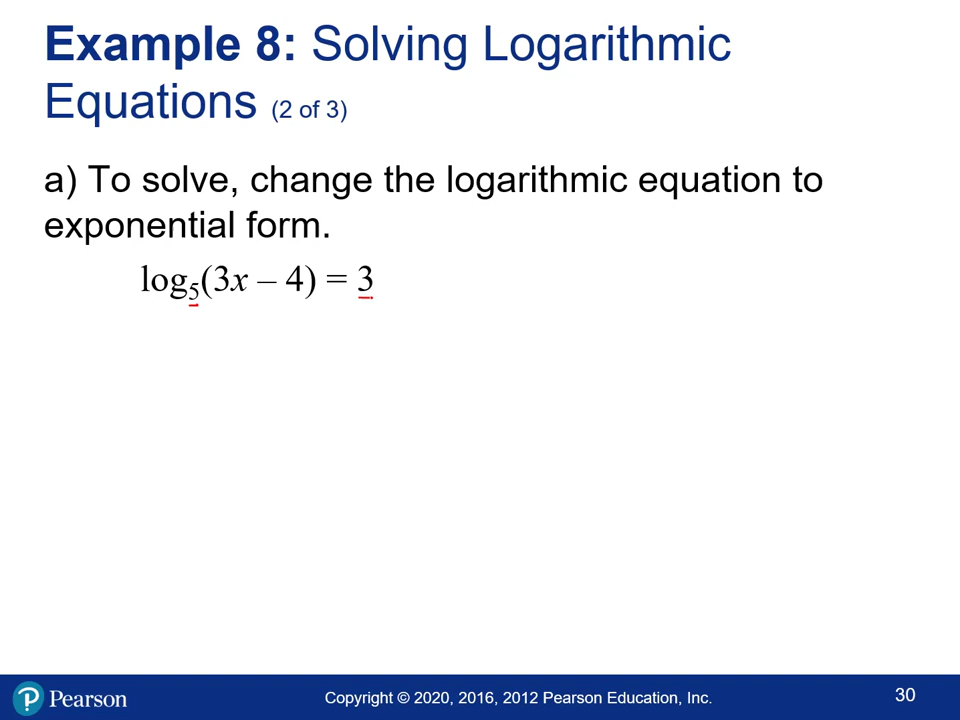 Example 8: Solving Logarithmic
Equations (2 of 3)
a) To solve, change the logarithmic equation to
exponential form.
log₅(3x – 4) = 3
Pearson
Copyright © 2020, 2016, 2012 Pearson Education, Inc.
30